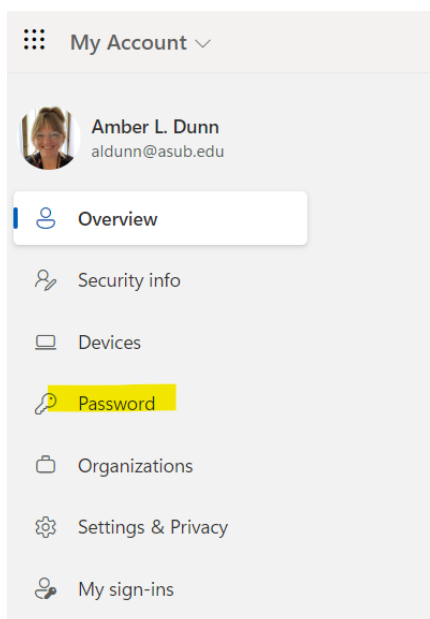 My Account
Amber L. Dunn
aldunn@asub.edu
Overview
Security info
Devices
Password
Organizations
Settings & Privacy
My sign-ins